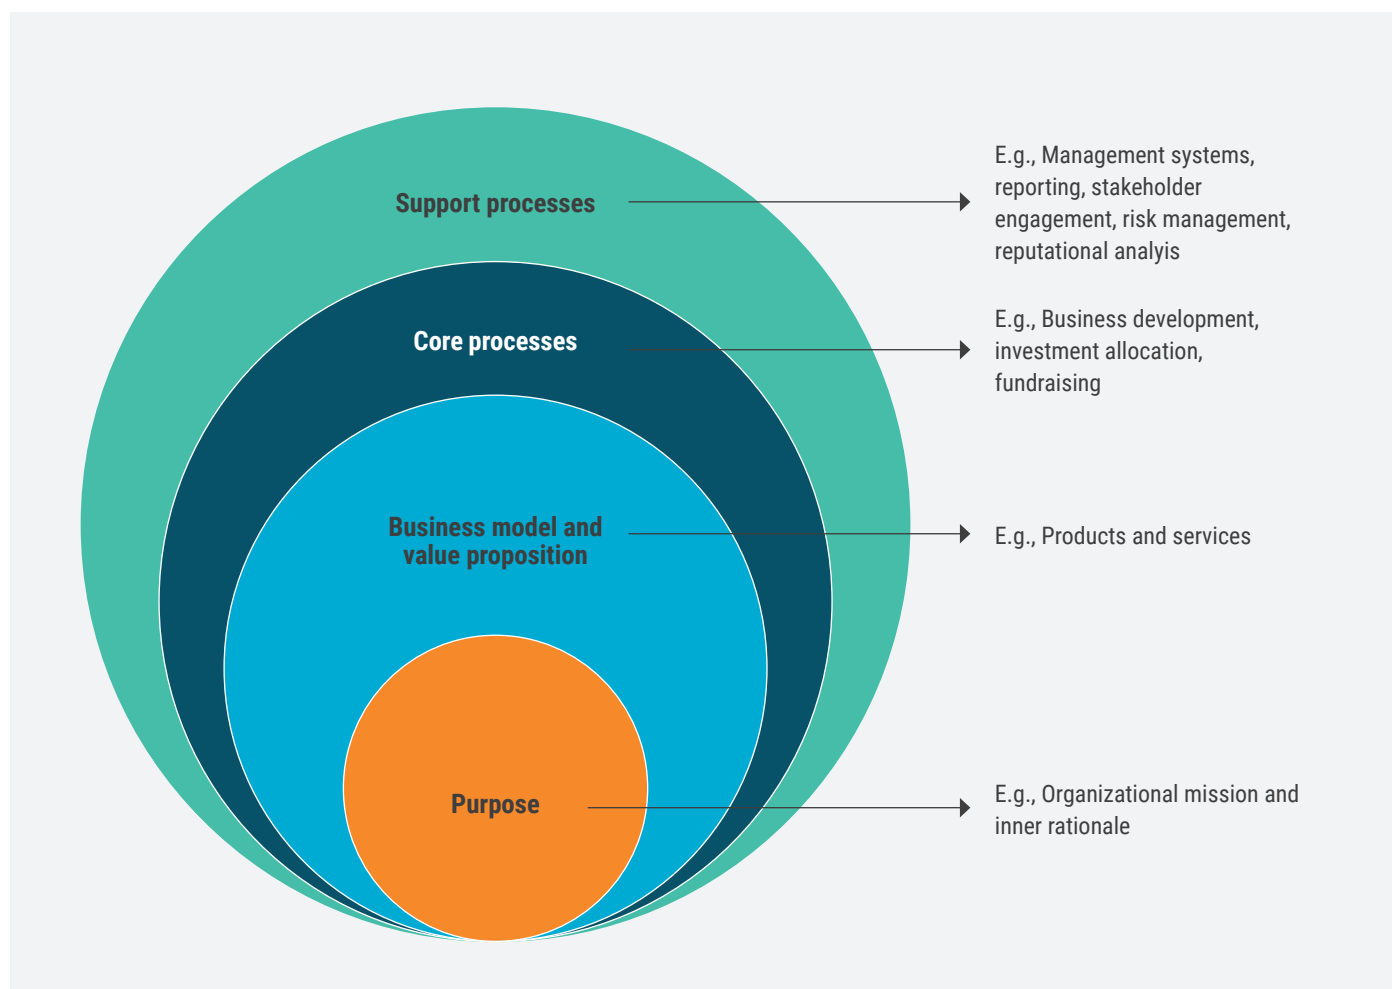 Support processes
E.g., Management systems,
reporting, stakeholder
engagement, risk management,
reputational analyis
Core processes
E.g., Business development,
investment allocation,
fundraising
Business model and
value proposition
E.g., Products and services
Purpose
E.g., Organizational mission and
inner rationale